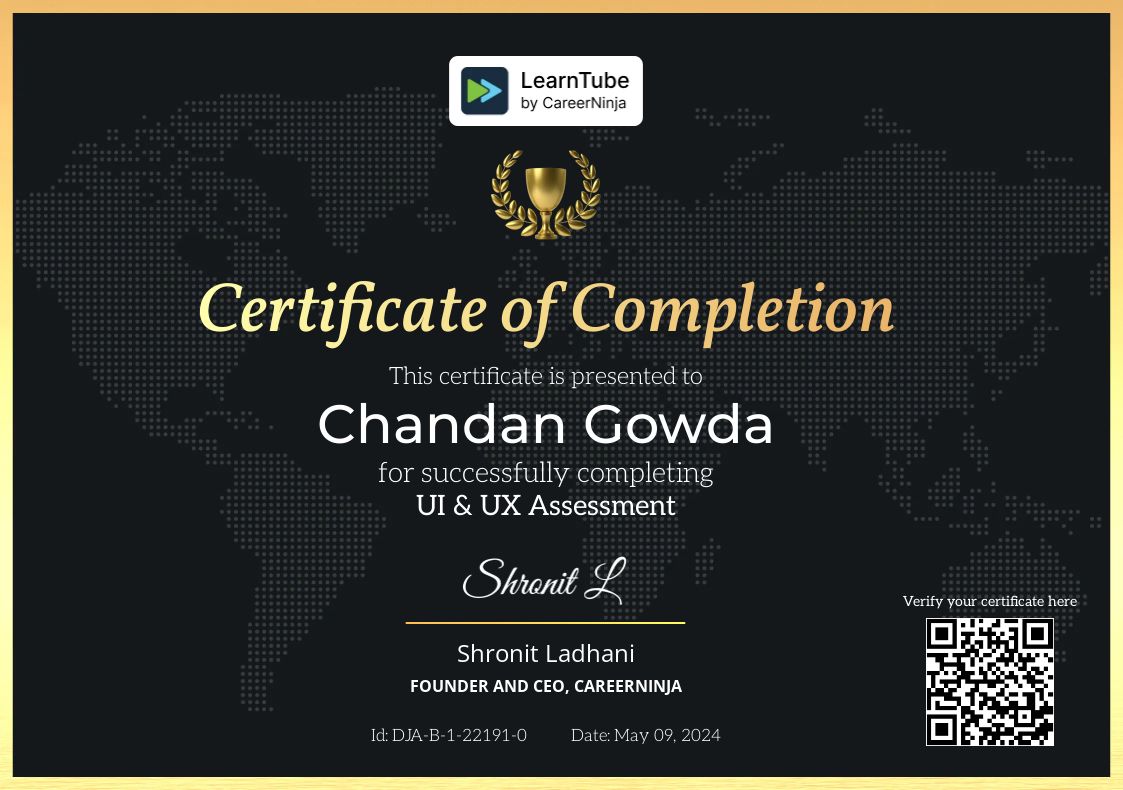 LearnTube
by CareerNinja
Certificate of Completion
This certificate is presented to
Chandan Gowda
for successfully completing
UI & UX Assessment
Shronit L
Shronit Ladhani
FOUNDER AND CEO, CAREERNINJA
Id: DJA-B-1-22191-0 Date: May 09, 2024
Verify your certificate here